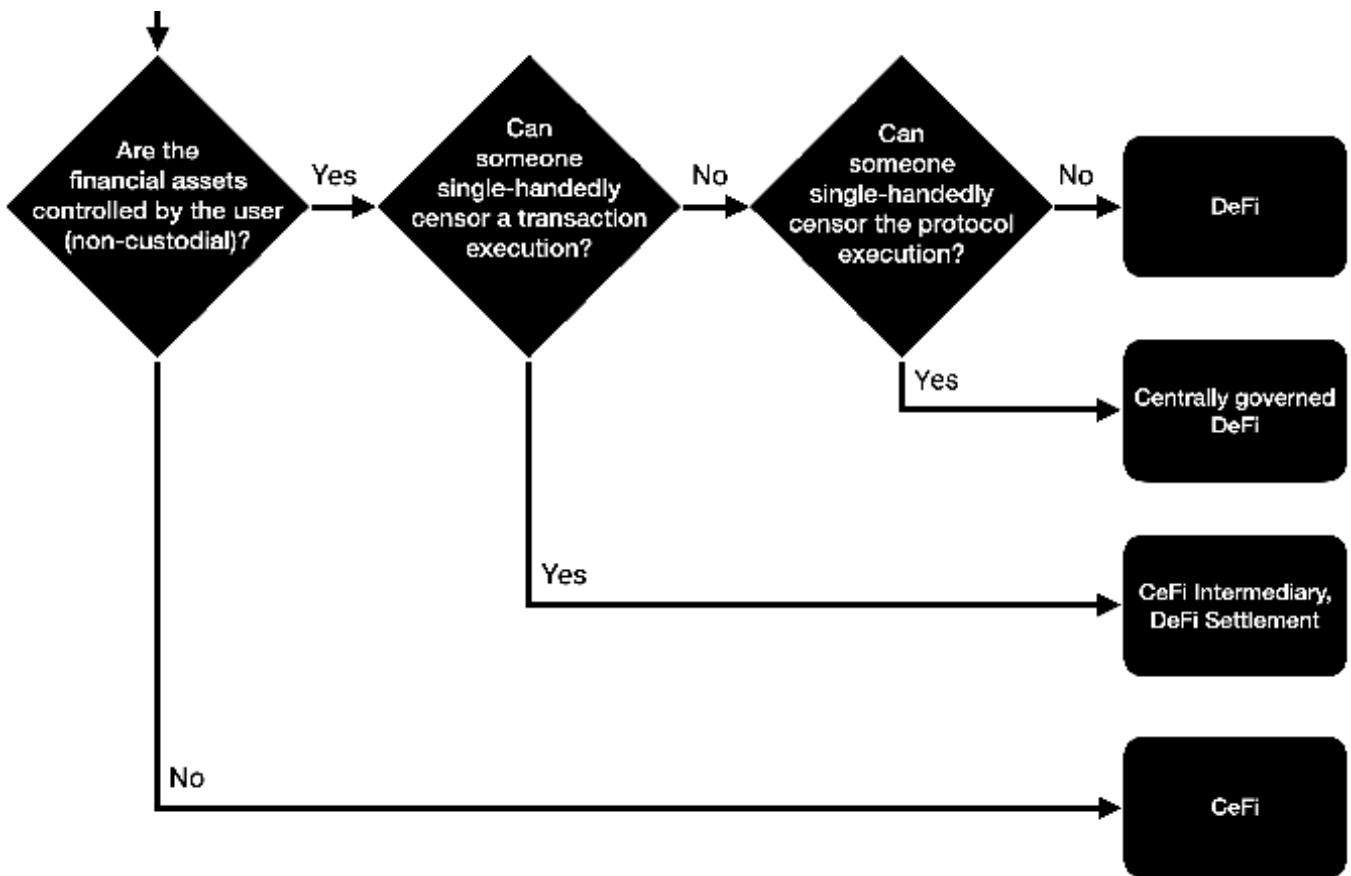 Are the
financial assets
controlled by the user
(non-custodial)?
Yes
Can
someone
single-handedly
censor a transaction
execution?
No
Can
someone
single-handedly
censor the protocol
execution?
No
DeFi
Yes
Centrally governed
DeFi
Yes
CeFi Intermediary,
DeFi Settlement
No
CeFi